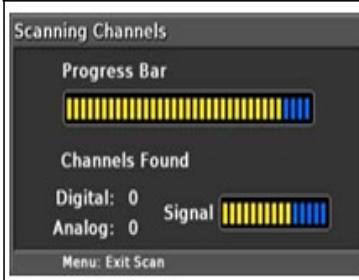 Scanning Channels
Progress Bar
Channels Found
Digital: 0
Signal
Analog: 0
Menu: Exit Scan